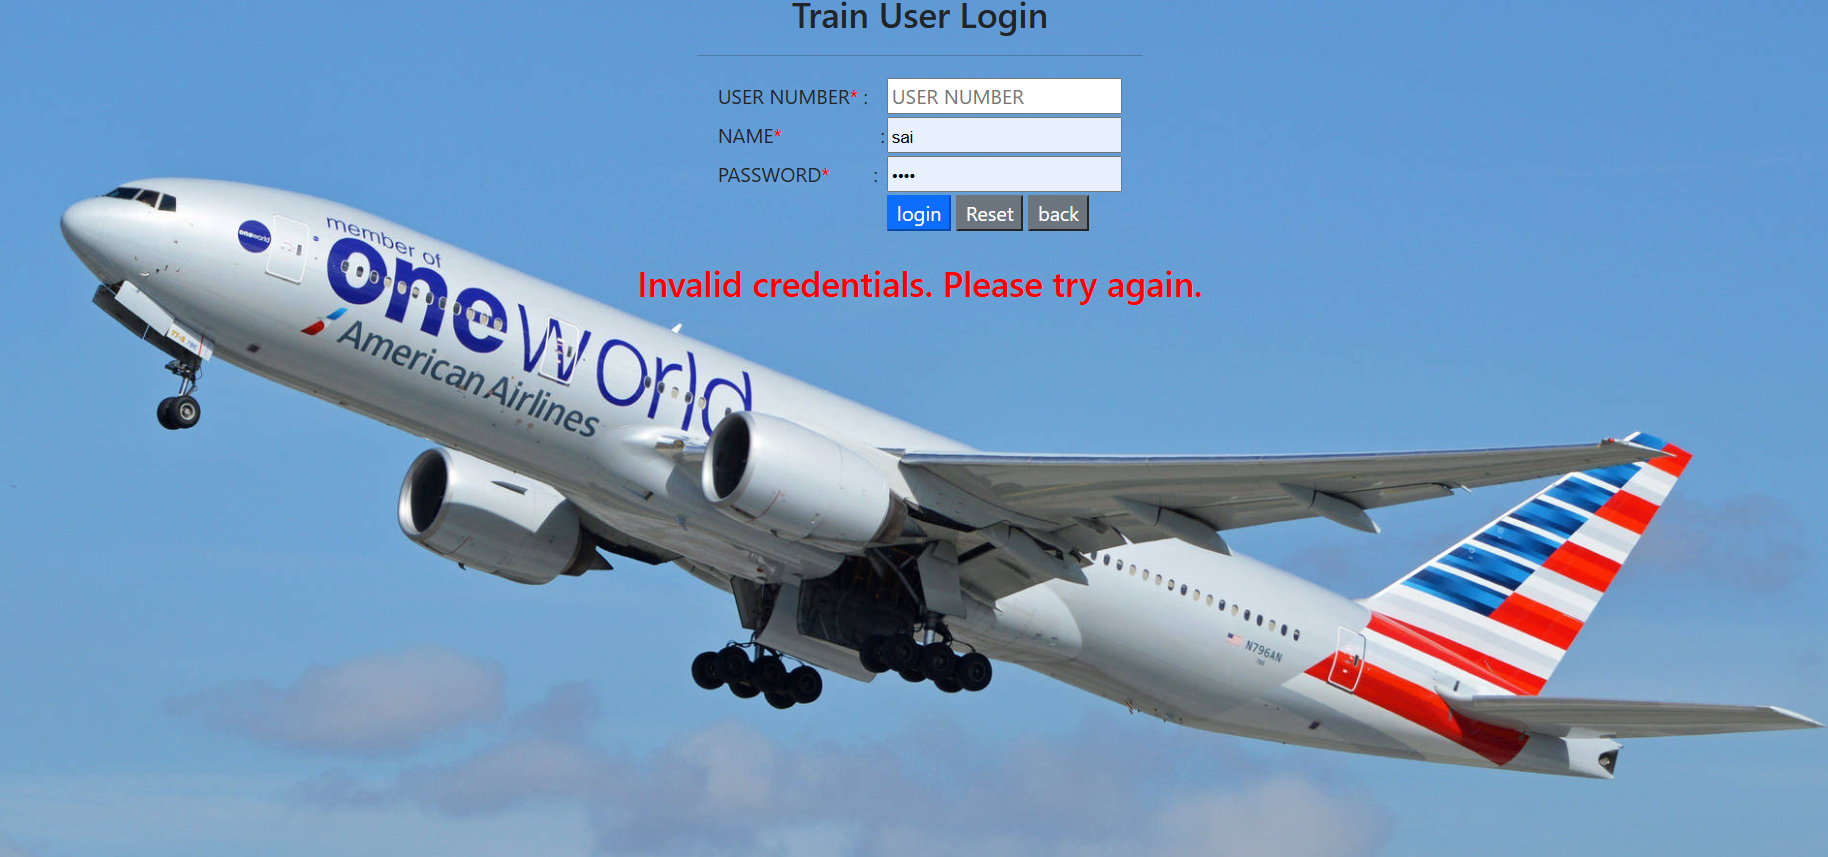 Train User Login
USER NUMBER* : USER NUMBER
NAME* : sai
PASSWORD* : ••••
login Reset back
Invalid credentials. Please try again.
member of
oneworld
oneworld
American Airlines
N796AN